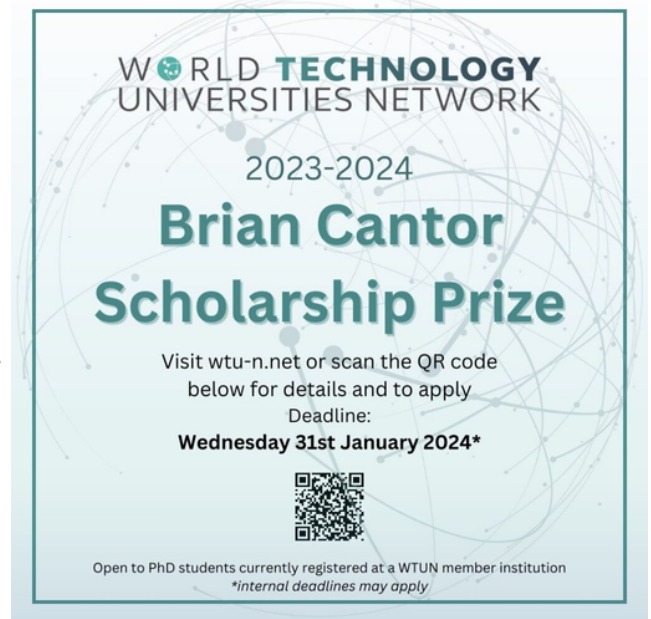 WORLD TECHNOLOGY
UNIVERSITIES NETWORK
2023-2024
Brian Cantor
Scholarship Prize
Visit wtu-n.net or scan the QR code
below for details and to apply
Deadline:
Wednesday 31st January 2024*
Open to PhD students currently registered at a WTUN member institution
*internal deadlines may apply